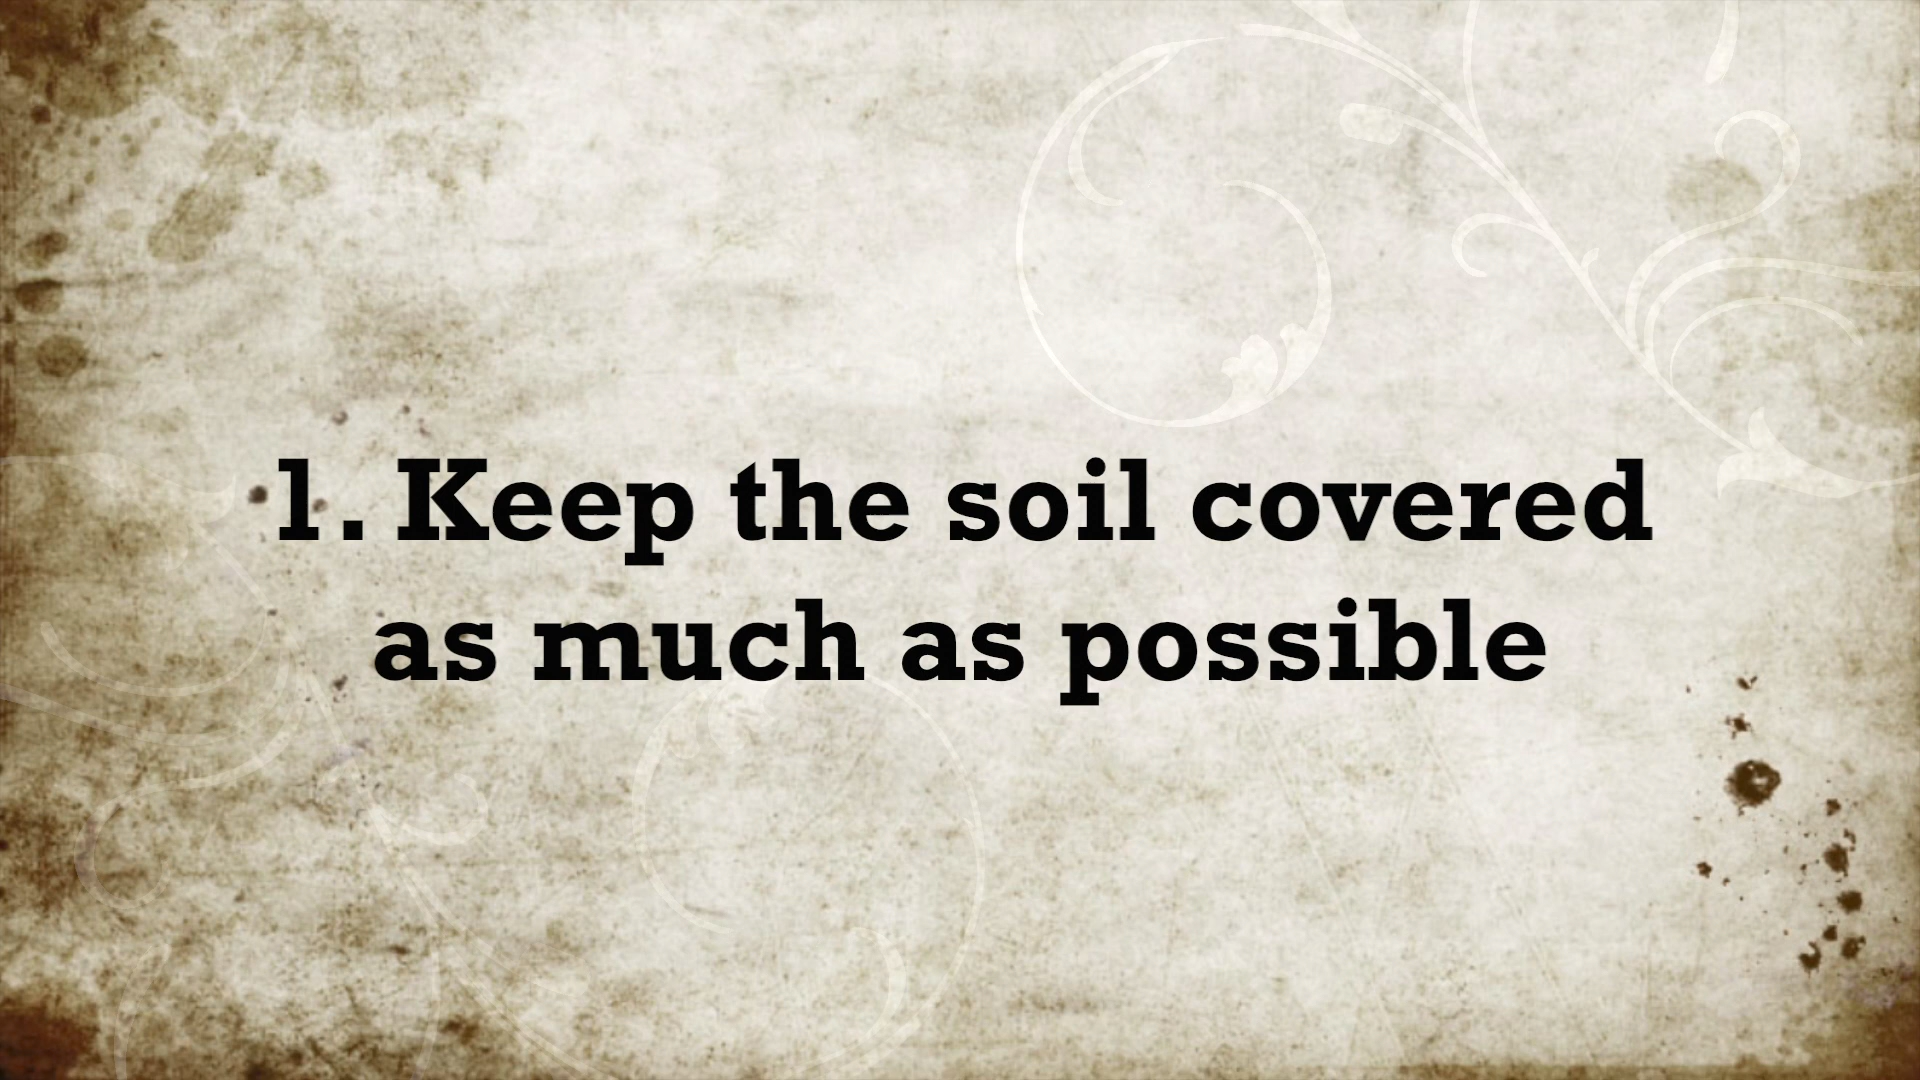 1. Keep the soil covered
as much as possible